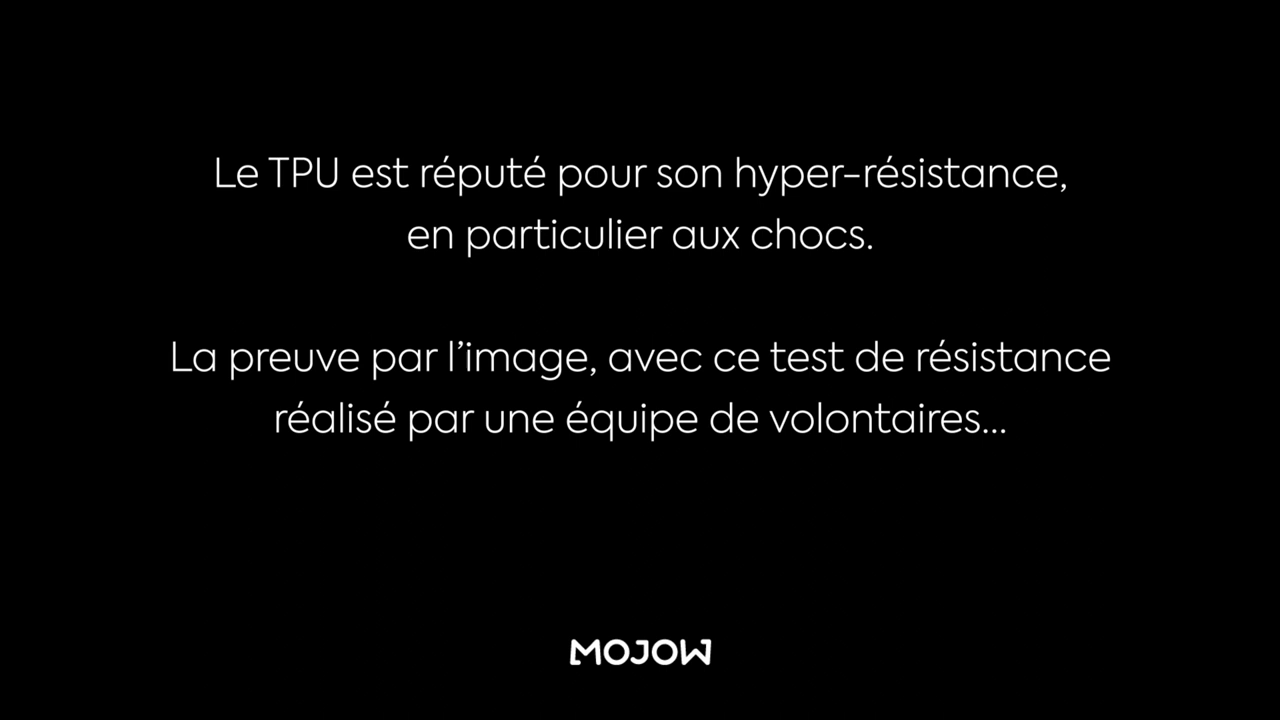 Le TPU est réputé pour son hyper-résistance,
en particulier aux chocs.
La preuve par l’image, avec ce test de résistance
réalisé par une équipe de volontaires...
MOJOW